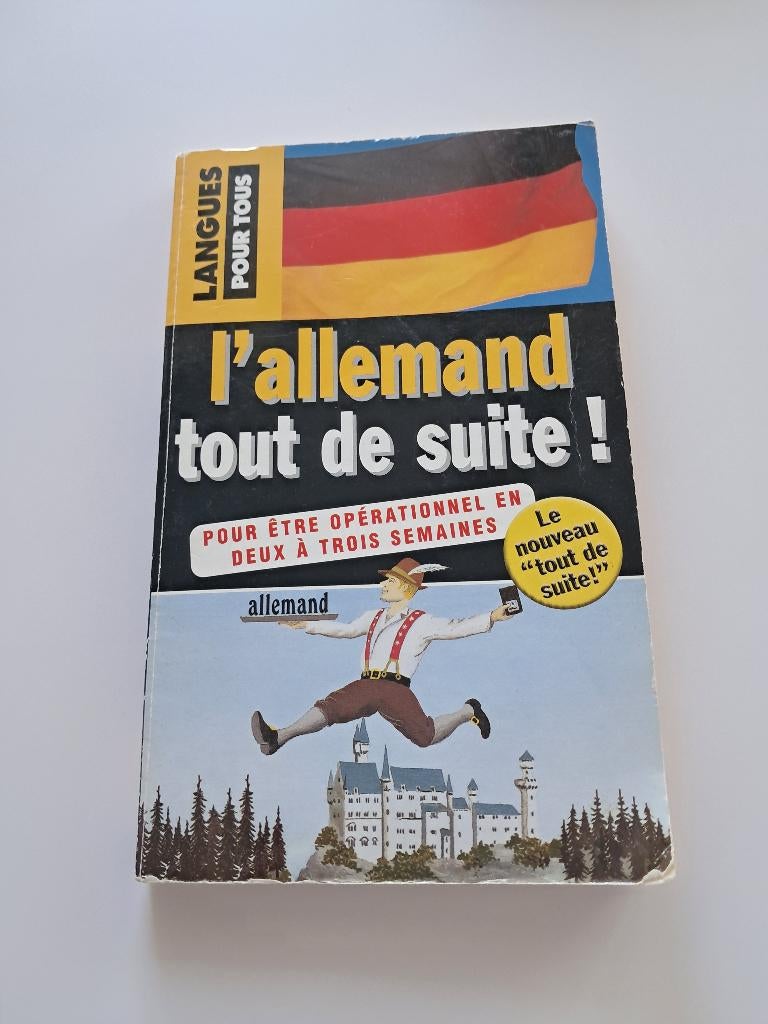 LANGUES
POUR TOUS
l'allemand
tout de suite !
POUR ÊTRE OPÉRATIONNEL EN
DEUX À TROIS SEMAINES
Le
nouveau
"tout de
suite!"
allemand